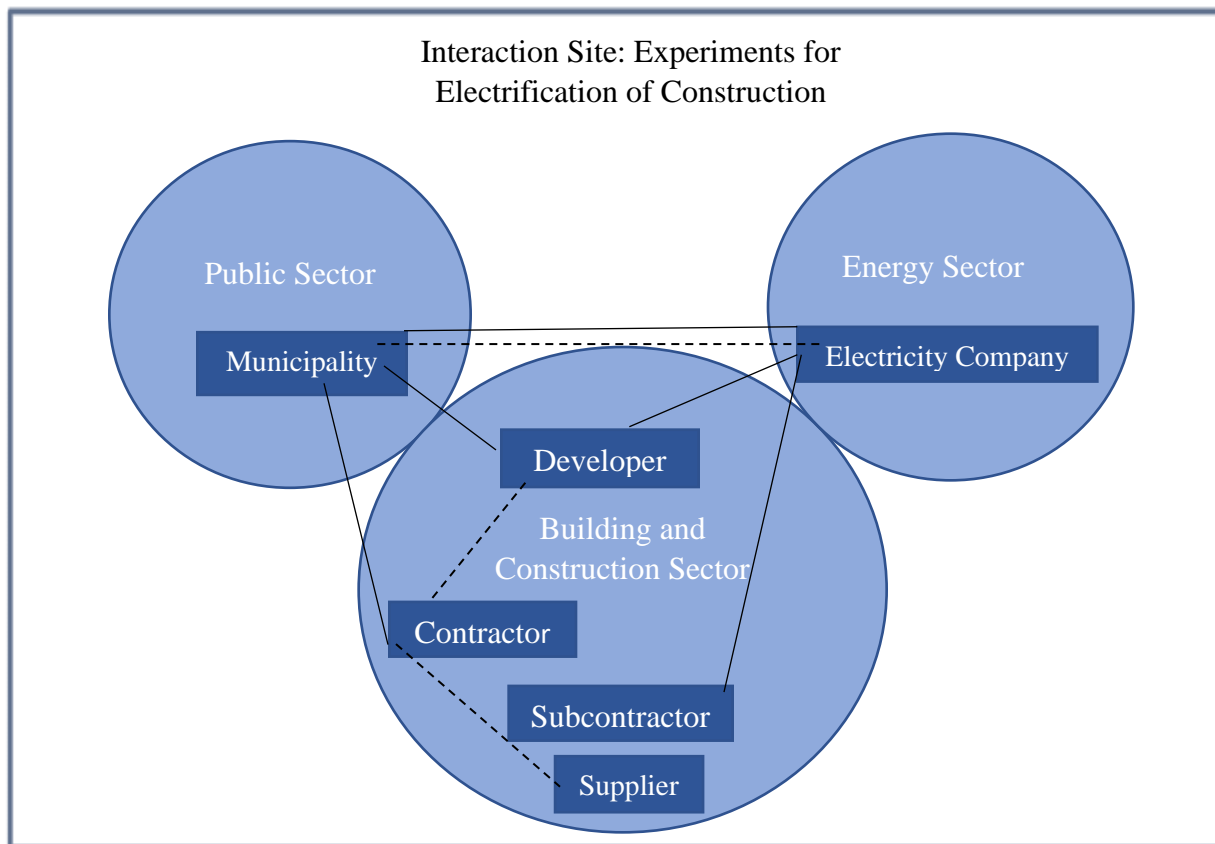 Interaction Site: Experiments for
Electrification of Construction
Public Sector
Energy Sector
Municipality
Electricity Company
Developer
Building and
Construction Sector
Contractor
Subcontractor
Supplier